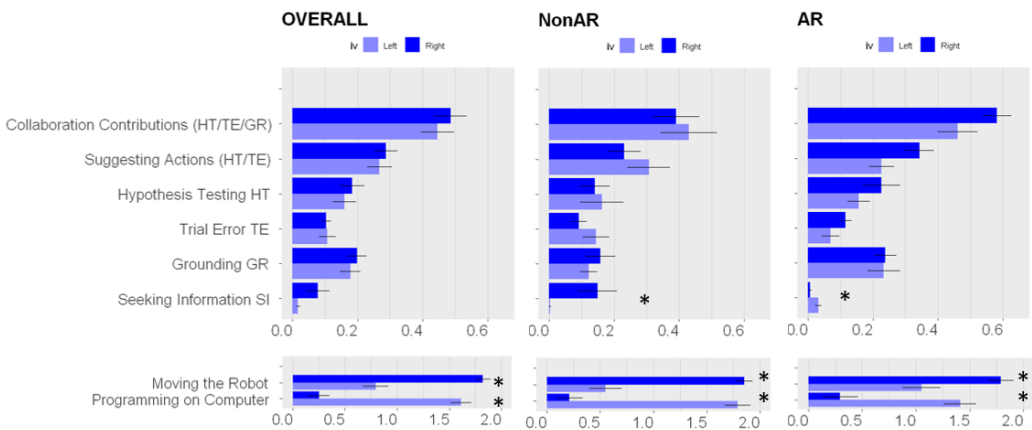 OVERALL NonAR AR
iv Left Right iv Left Right iv Left Right
Collaboration Contributions (HT/TE/GR)
Suggesting Actions (HT/TE)
Hypothesis Testing HT
Trial Error TE
Grounding GR
Seeking Information SI * *
0.0 0.2 0.4 0.6 0.0 0.2 0.4 0.6 0.0 0.2 0.4 0.6
Moving the Robot * * *
Programming on Computer * * *
0.0 0.5 1.0 1.5 2.0 0.0 0.5 1.0 1.5 2.0 0.0 0.5 1.0 1.5 2.0